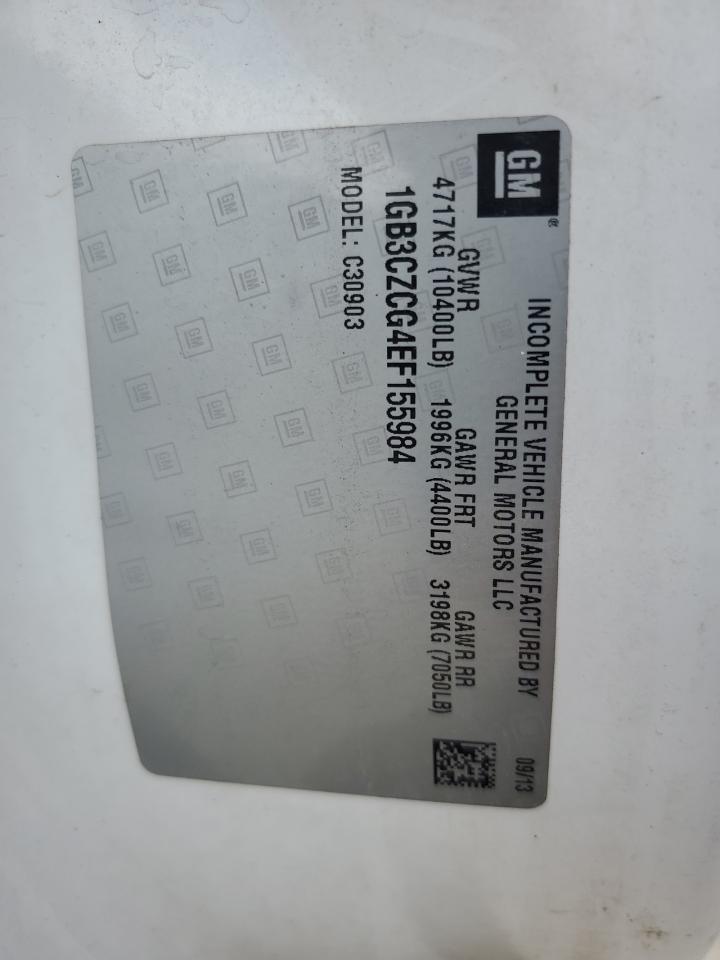 GM®
INCOMPLETE VEHICLE MANUFACTURED BY
GENERAL MOTORS LLC
09/13
GVWR GAWR FRT GAWR RR
4717KG (10400LB) 1996KG (4400LB) 3198KG (7050LB)
1GB3CZCG4EF155984
MODEL: C30903